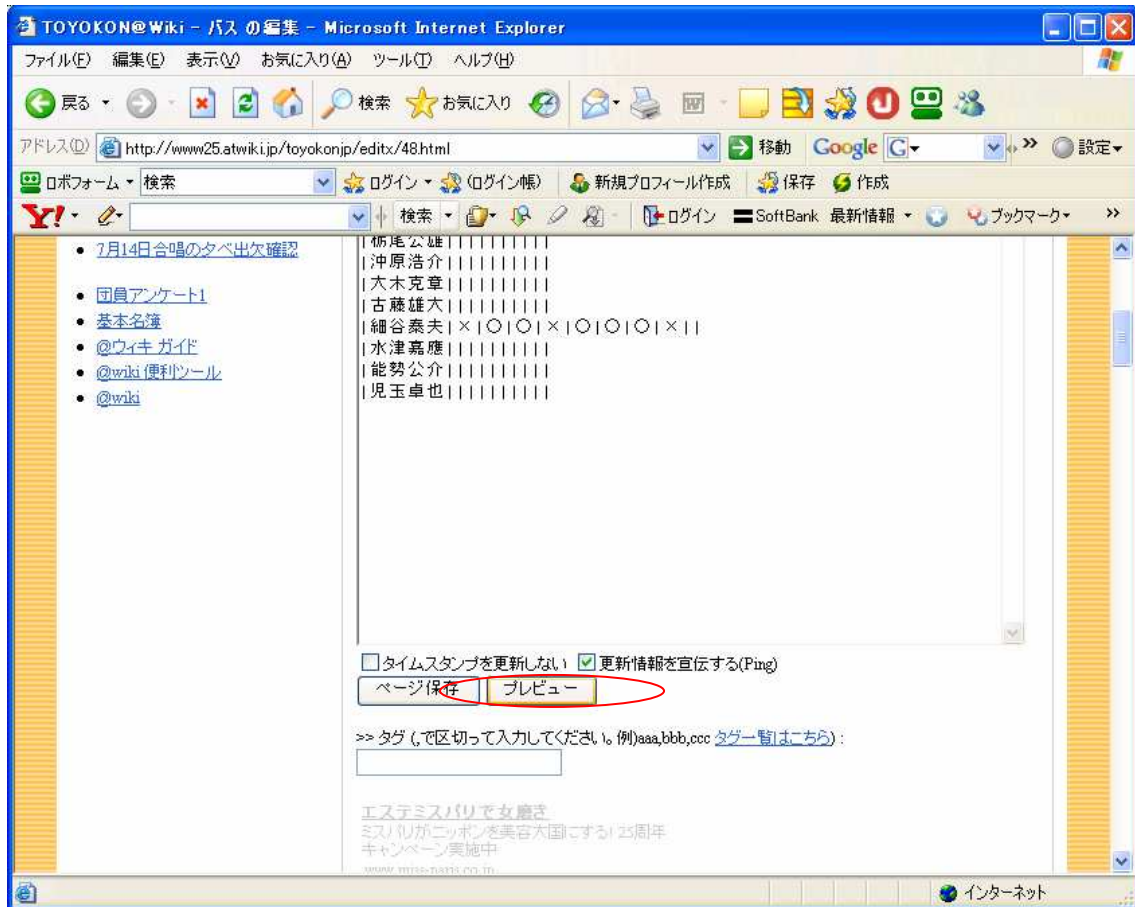 TOYOKON@Wiki - バス の編集 - Microsoft Internet Explorer
ファイル(F) 編集(E) 表示(V) お気に入り(A) ツール(T) ヘルプ(H)
戻る 検索 お気に入り
アドレス(D) http://www25.atwiki.jp/toyokonjp/editx/48.html 移動 Google G 設定
ロボフォーム 検索 ログイン (ログイン帳) 新規プロフィール作成 保存 作成
Y! 検索 ログイン SoftBank 最新情報 ブックマーク
7月14日合唱の夕べ出欠確認
団員アンケート1
基本名簿
@ウィキ ガイド
@wiki 便利ツール
@wiki
|栃尾公雄||||||||||
|沖原浩介||||||||||
|大木克章||||||||||
|古藤雄大||||||||||
|細谷泰夫|×|○|○|×|○|○|○|×||
|水津嘉應||||||||||
|能勢公介||||||||||
|児玉卓也||||||||||
タイムスタンプを更新しない 更新情報を宣伝する(Ping)
ページ保存 プレビュー
>> タグ (,で区切って入力してください。例)aaa,bbb,ccc タグ一覧はこちら) :
エステミスパリで女磨き
ミスパリがニッポンを美容大国にする! 25周年
キャンペーン実施中
www.miss-paris.co.jp
インターネット